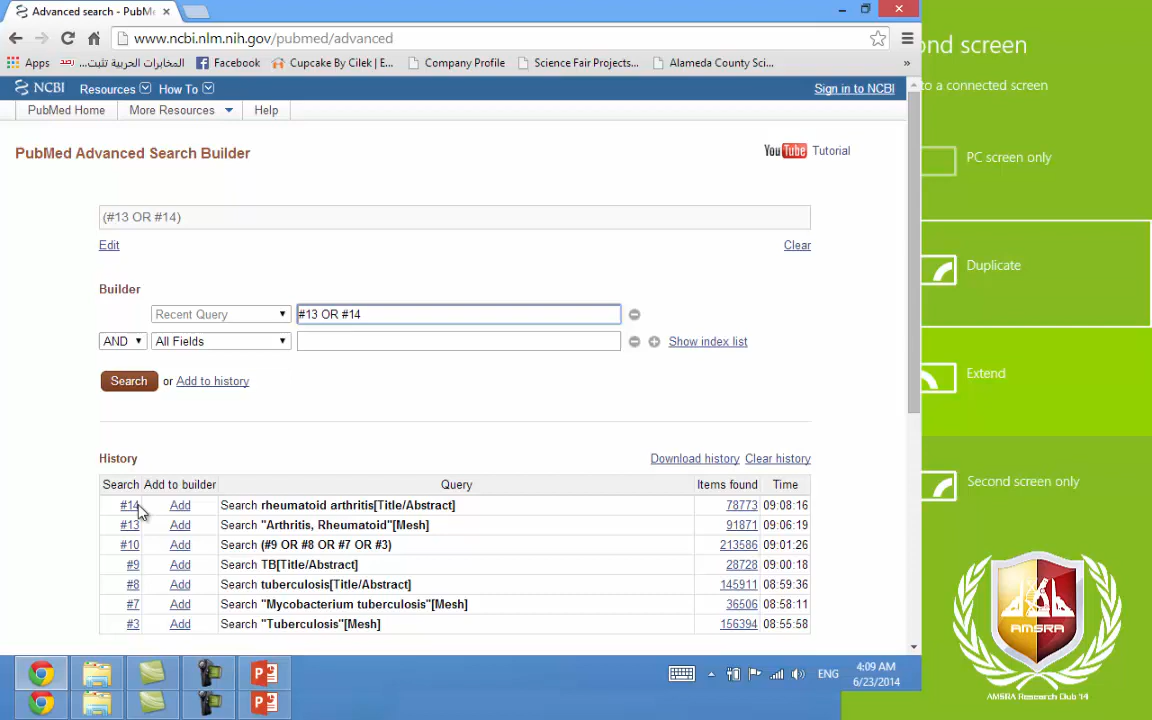 Advanced search - PubMe
www.ncbi.nlm.nih.gov/pubmed/advanced
Apps
المخابرات الحربية تثبت... رصد
Facebook
Cupcake By Cilek | E...
Company Profile
Science Fair Projects...
Alameda County Sci...
»
NCBI Resources How To
Sign in to NCBI
PubMed Home More Resources Help
PubMed Advanced Search Builder
YouTube Tutorial
(#13 OR #14)
Edit Clear
Builder
Recent Query #13 OR #14
AND All Fields Show index list
Search or Add to history
History Download history Clear history
Search Add to builder Query Items found Time
#14 Add Search rheumatoid arthritis[Title/Abstract] 78773 09:08:16
#13 Add Search "Arthritis, Rheumatoid"[Mesh] 91871 09:06:19
#10 Add Search (#9 OR #8 OR #7 OR #3) 213586 09:01:26
#9 Add Search TB[Title/Abstract] 28728 09:00:18
#8 Add Search tuberculosis[Title/Abstract] 145911 08:59:36
#7 Add Search "Mycobacterium tuberculosis"[Mesh] 36506 08:58:11
#3 Add Search "Tuberculosis"[Mesh] 156394 08:55:58
ENG
4:09 AM
6/23/2014
ond screen
to a connected screen
PC screen only
Duplicate
Extend
Second screen only
AMSRA
AMSRA Research Club '14